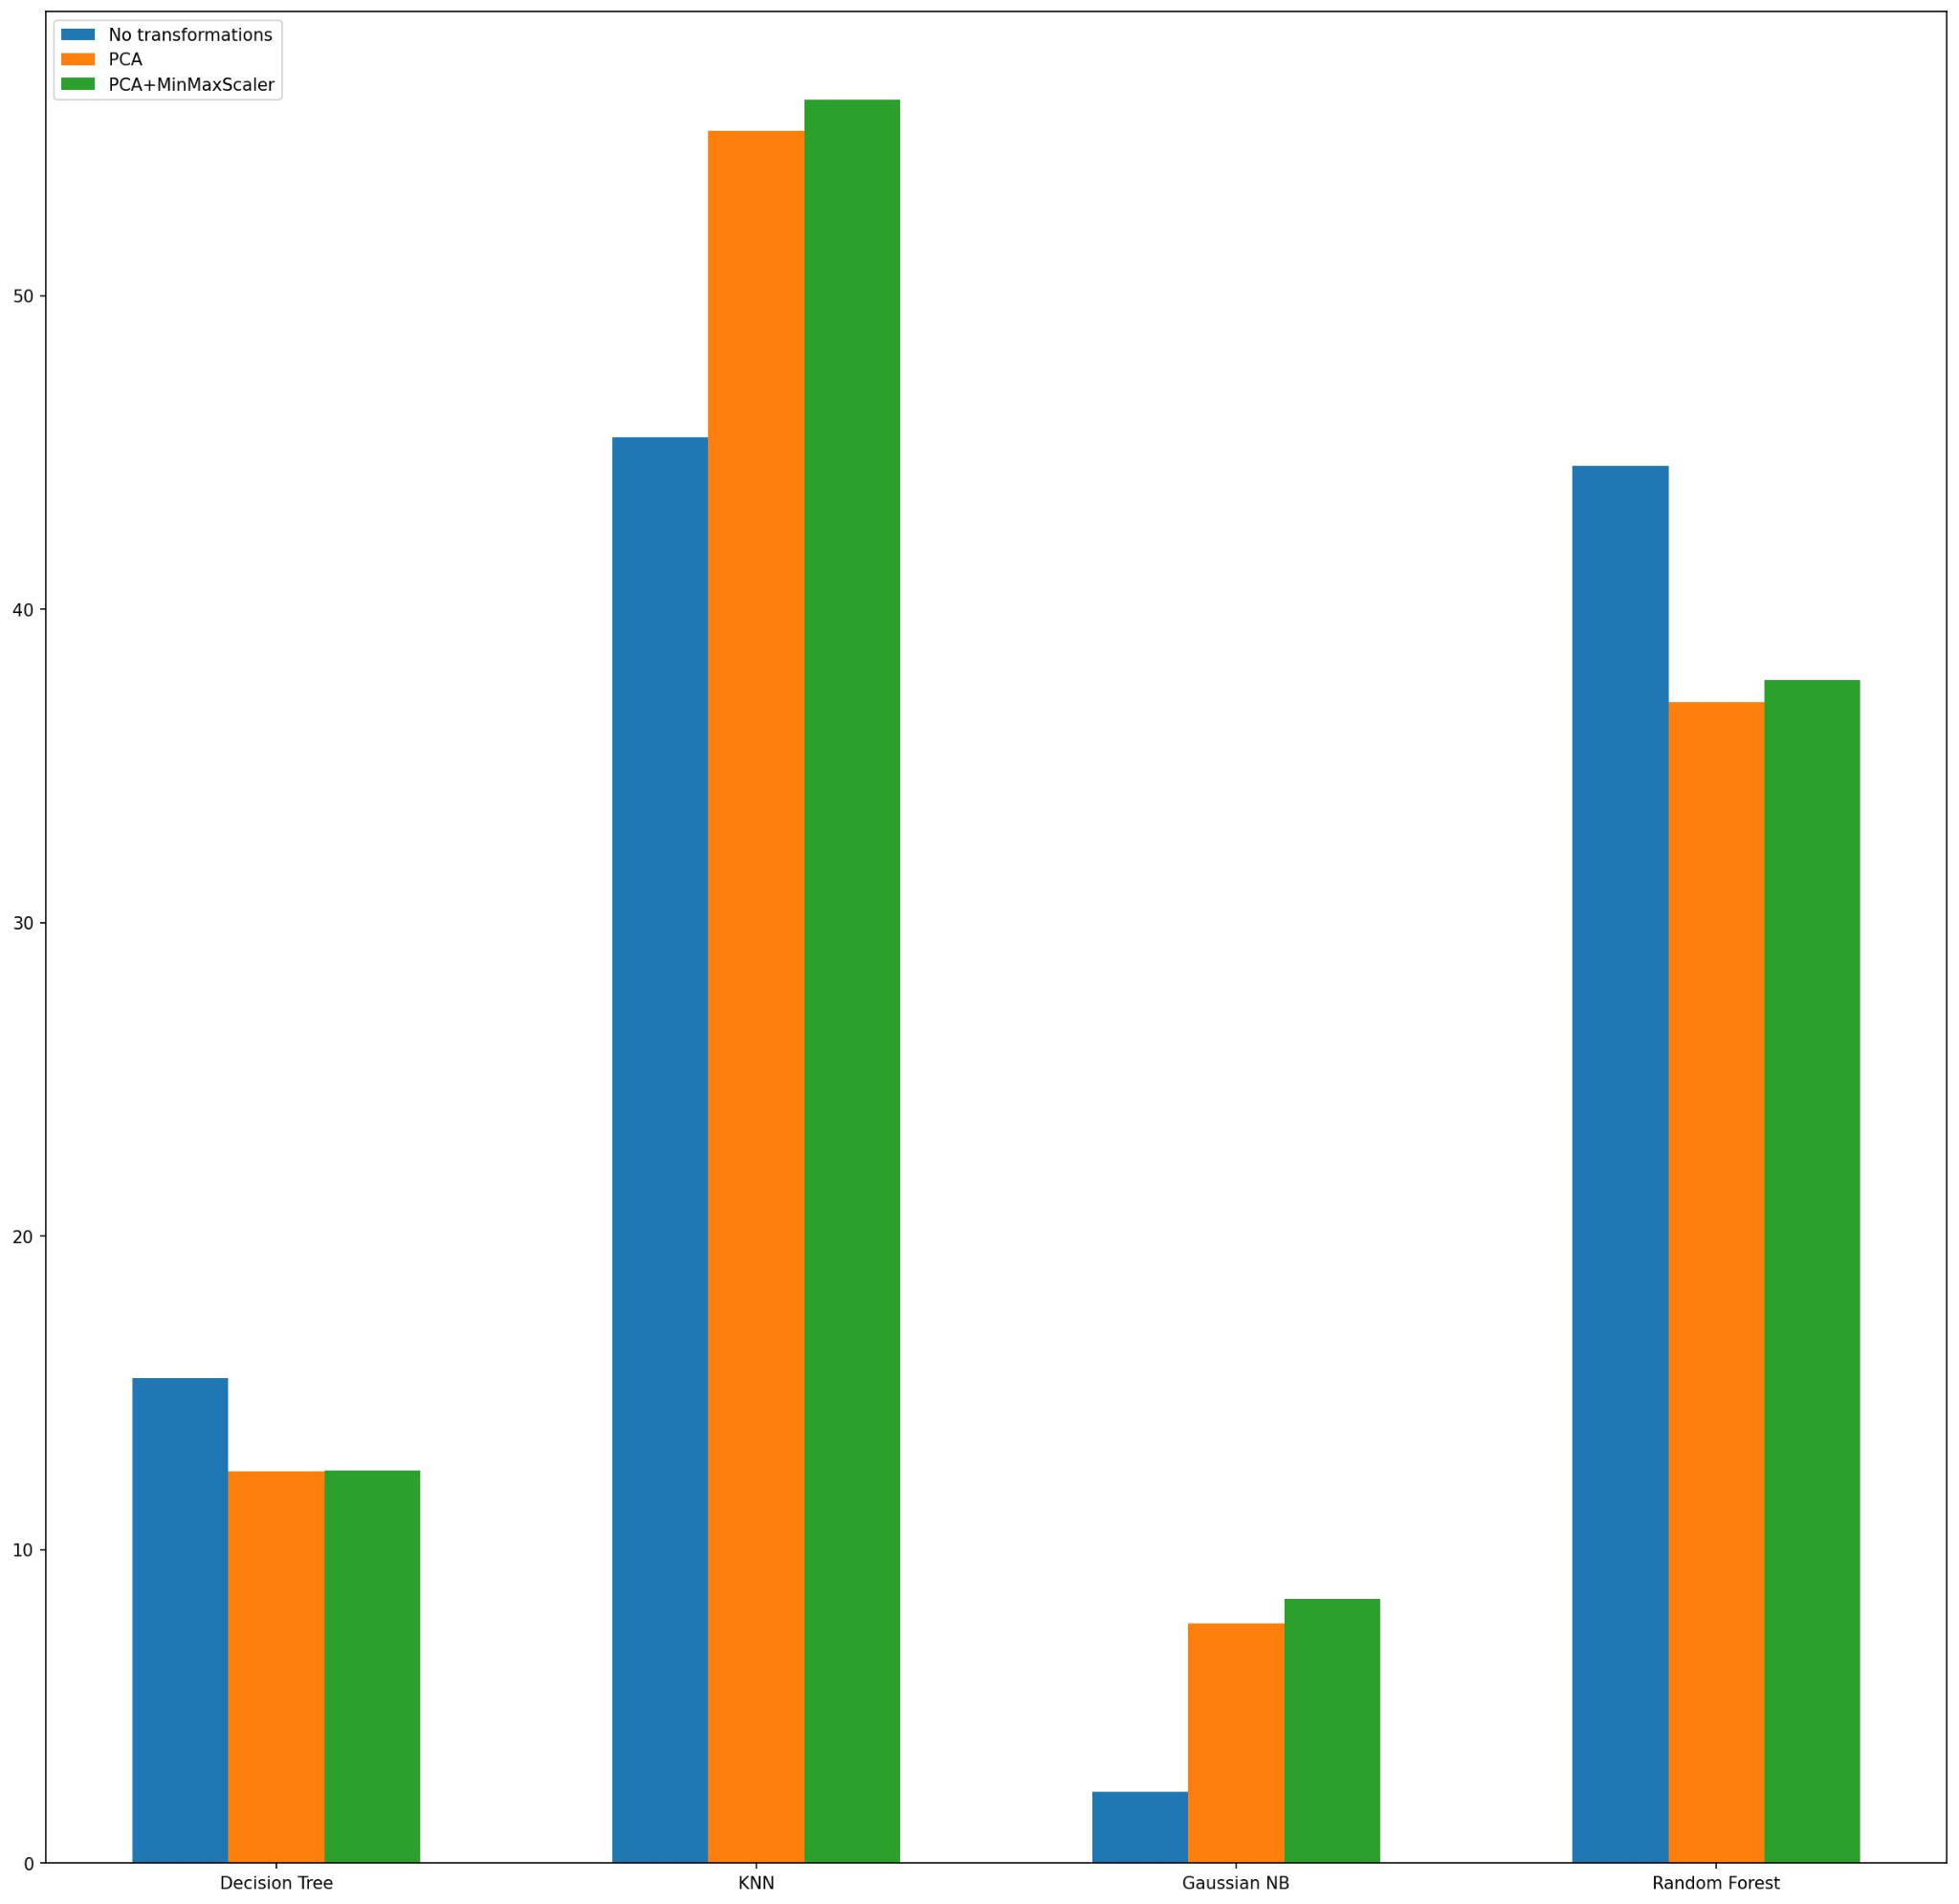 No transformations
PCA
PCA+MinMaxScaler
50
40
30
20
10
0
Decision Tree
KNN
Gaussian NB
Random Forest